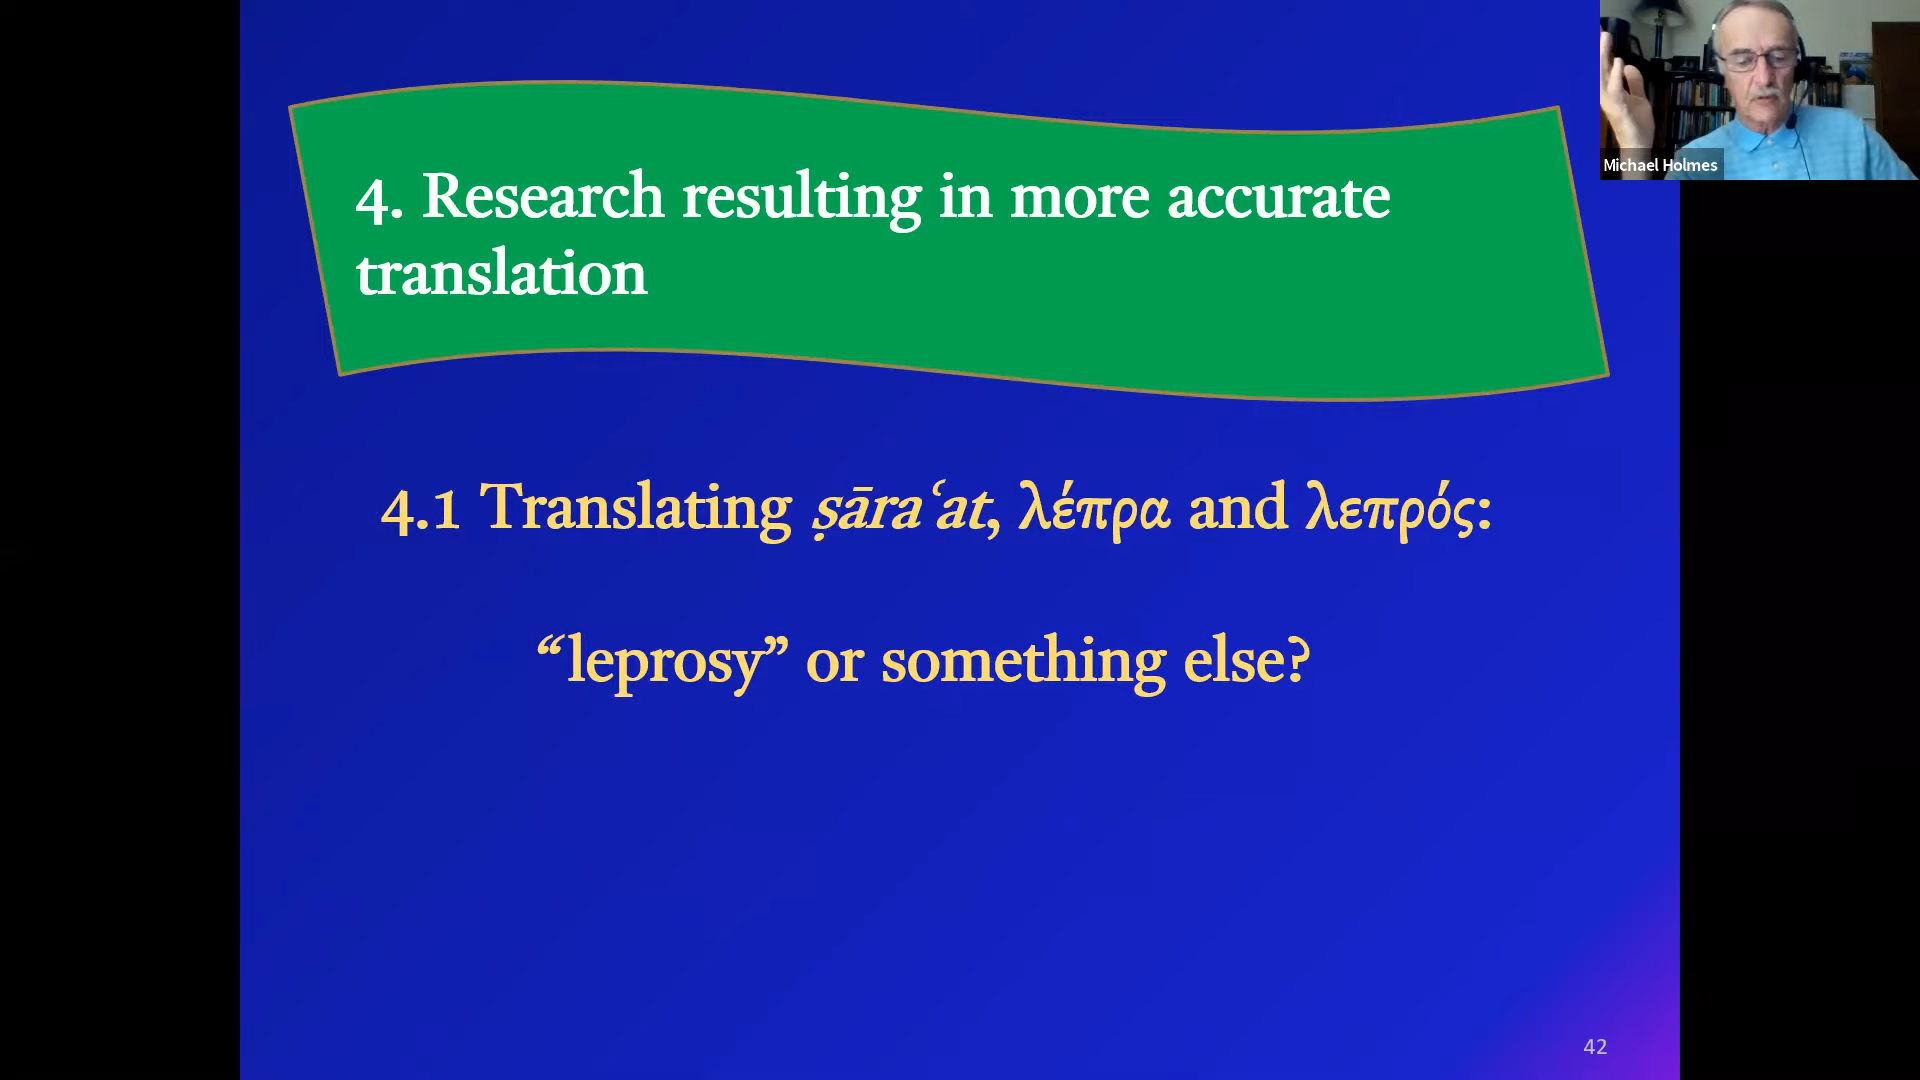 4. Research resulting in more accurate
translation
4.1 Translating ṣāraʿat, λέπρα and λεπρός:
“leprosy” or something else?
42
Michael Holmes